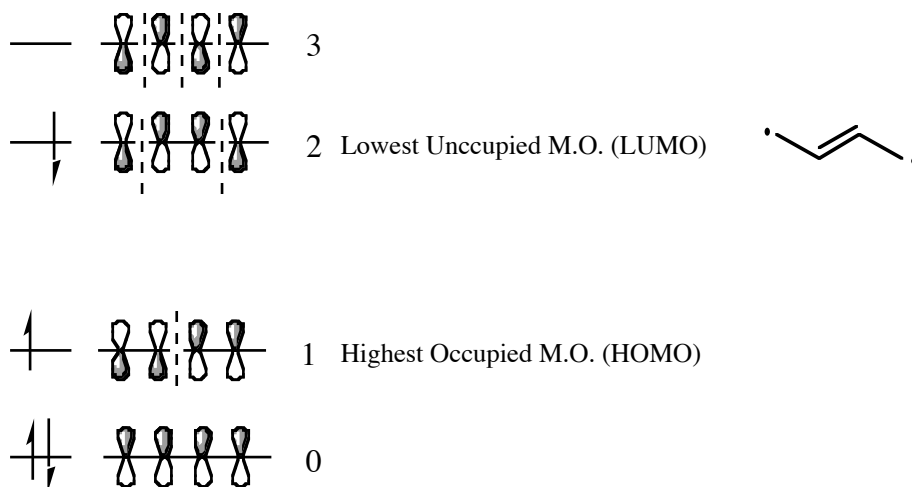 3
2 Lowest Unccupied M.O. (LUMO)
1 Highest Occupied M.O. (HOMO)
0